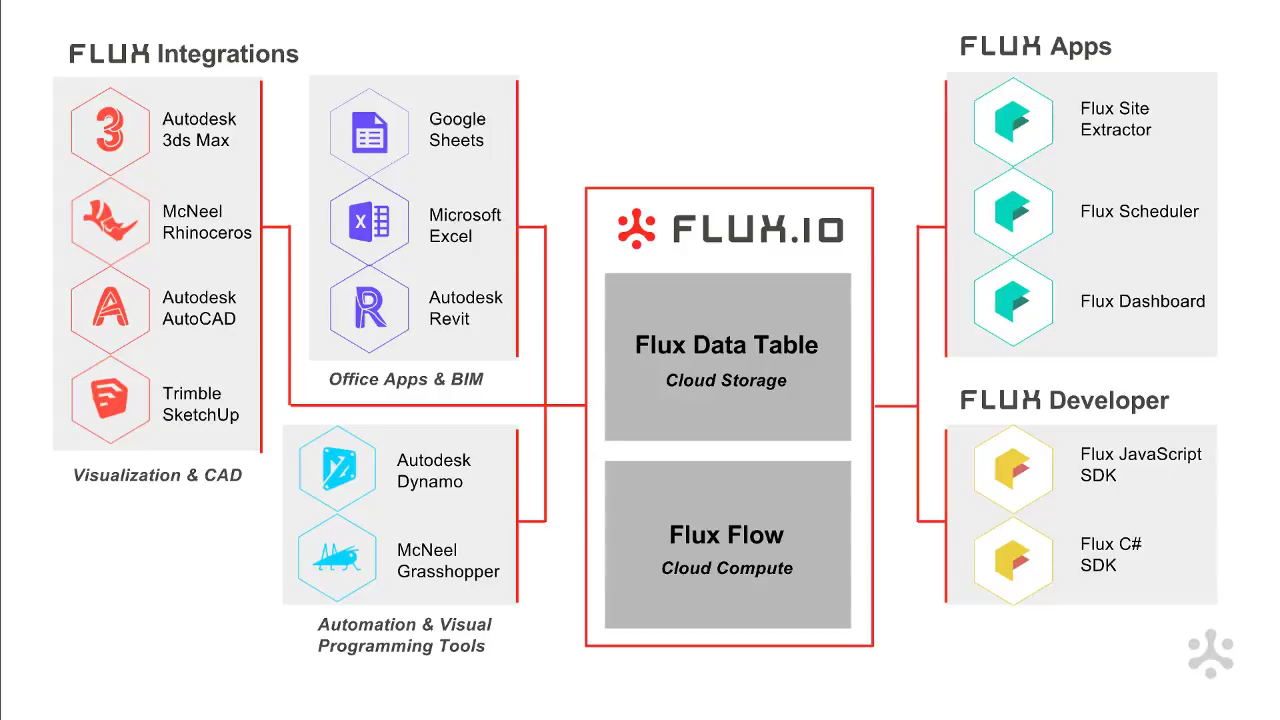 FLUX Integrations
Autodesk
3ds Max
McNeel
Rhinoceros
Autodesk
AutoCAD
Trimble
SketchUp
Visualization & CAD
Google
Sheets
X
Microsoft
Excel
R
Autodesk
Revit
Office Apps & BIM
Autodesk
Dynamo
McNeel
Grasshopper
Automation & Visual
Programming Tools
FLUX.IO
Flux Data Table
Cloud Storage
Flux Flow
Cloud Compute
FLUX Apps
Flux Site
Extractor
Flux Scheduler
Flux Dashboard
FLUX Developer
Flux JavaScript
SDK
Flux C#
SDK